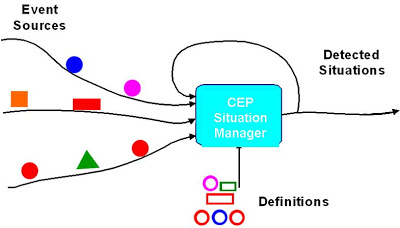 Event
Sources
Detected
Situations
CEP
Situation
Manager
Definitions